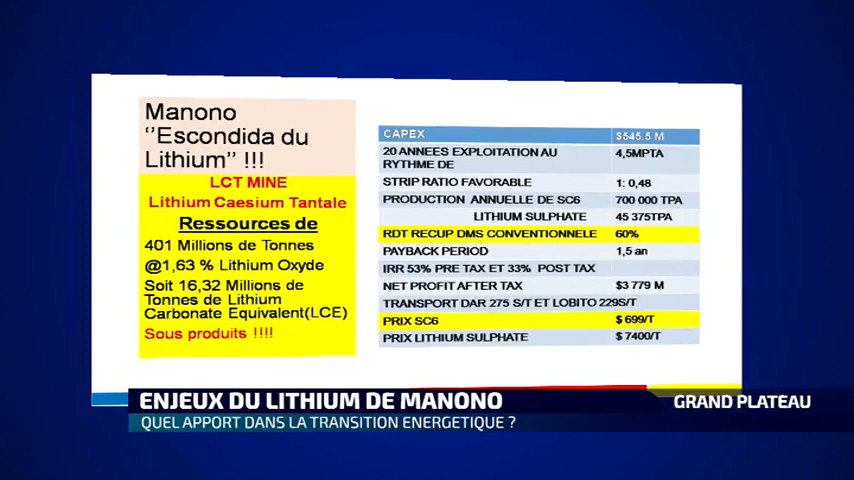 Manono
‘‘Escondida du
Lithium’’ !!!
LCT MINE
Lithium Caesium Tantale
Ressources de
401 Millions de Tonnes
@1,63 % Lithium Oxyde
Soit 16,32 Millions de
Tonnes de Lithium
Carbonate Equivalent(LCE)
Sous produits !!!!
CAPEX $545.5 M
20 ANNEES EXPLOITATION AU
RYTHME DE 4,5MPTA
STRIP RATIO FAVORABLE 1: 0,48
PRODUCTION ANNUELLE DE SC6 700 000 TPA
LITHIUM SULPHATE 45 375TPA
RDT RECUP DMS CONVENTIONNELE 60%
PAYBACK PERIOD 1,5 an
IRR 53% PRE TAX ET 33% POST TAX
NET PROFIT AFTER TAX $3 779 M
TRANSPORT DAR 275 S/T ET LOBITO 229S/T
PRIX SC6 $ 699/T
PRIX LITHIUM SULPHATE $ 7400/T
ENJEUX DU LITHIUM DE MANONO
GRAND PLATEAU
QUEL APPORT DANS LA TRANSITION ENERGETIQUE ?